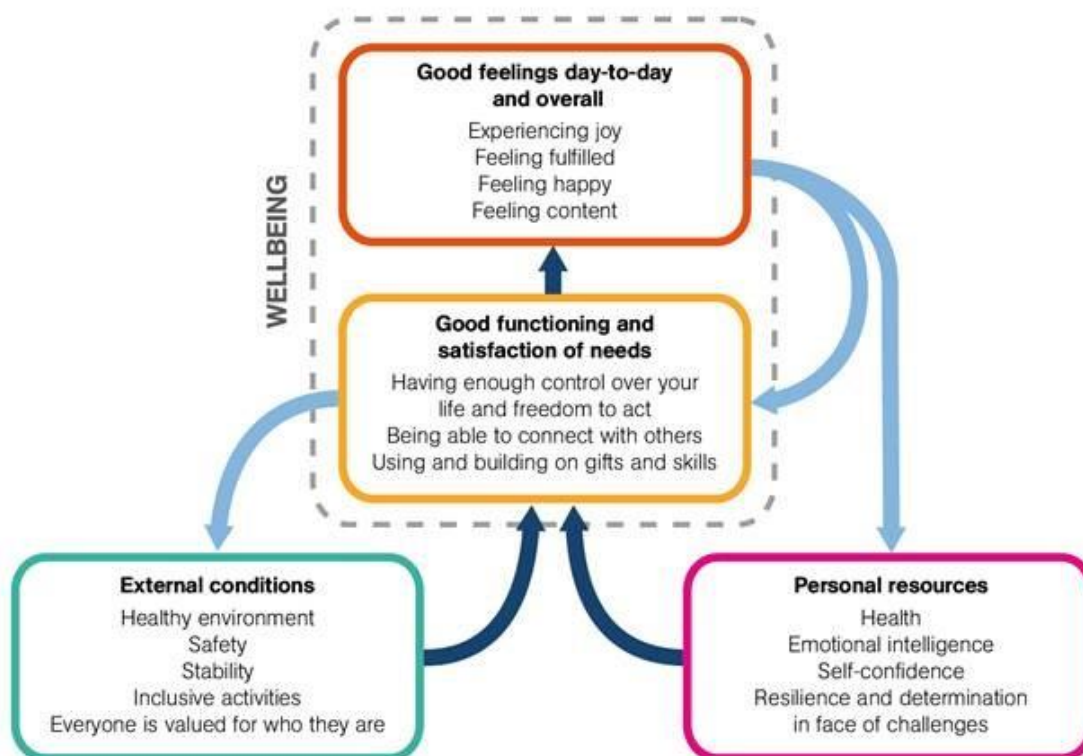 WELLBEING
Good feelings day-to-day
and overall
Experiencing joy
Feeling fulfilled
Feeling happy
Feeling content
Good functioning and
satisfaction of needs
Having enough control over your
life and freedom to act
Being able to connect with others
Using and building on gifts and skills
External conditions
Healthy environment
Safety
Stability
Inclusive activities
Everyone is valued for who they are
Personal resources
Health
Emotional intelligence
Self-confidence
Resilience and determination
in face of challenges